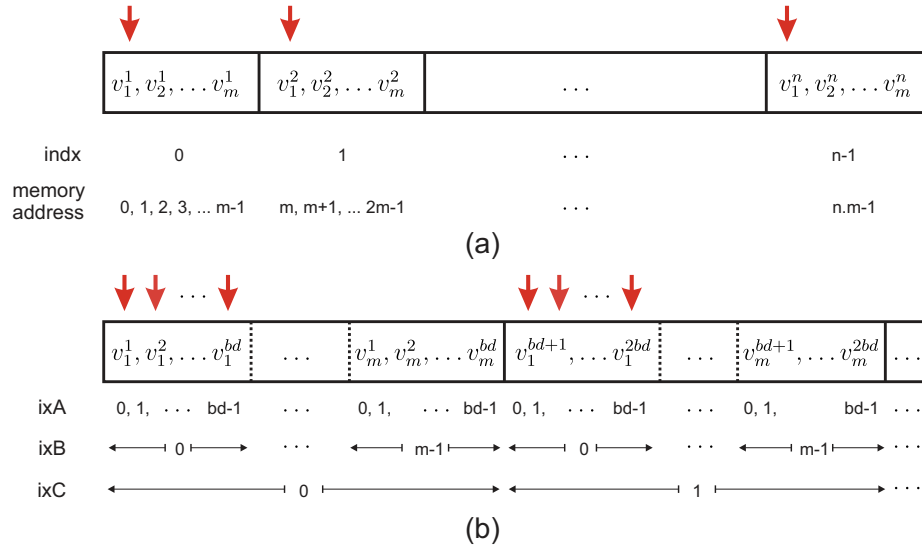 v_1^1, v_2^1, ... v_m^1 v_1^2, v_2^2, ... v_m^2 ... v_1^n, v_2^n, ... v_m^n
indx 0 1 ... n-1
memory address 0, 1, 2, 3, ... m-1 m, m+1, ... 2m-1 ... n.m-1
(a)
... ...
v_1^1, v_1^2, ... v_1^{bd} ... v_m^1, v_m^2, ... v_m^{bd} v_1^{bd+1}, ... v_1^{2bd} ... v_m^{bd+1}, ... v_m^{2bd} ...
ixA 0, 1, ... bd-1 ... 0, 1, ... bd-1 0, 1, ... bd-1 ... 0, 1, bd-1 ...
ixB 0 ... m-1 0 ... m-1 ...
ixC 0 1 ...
(b)